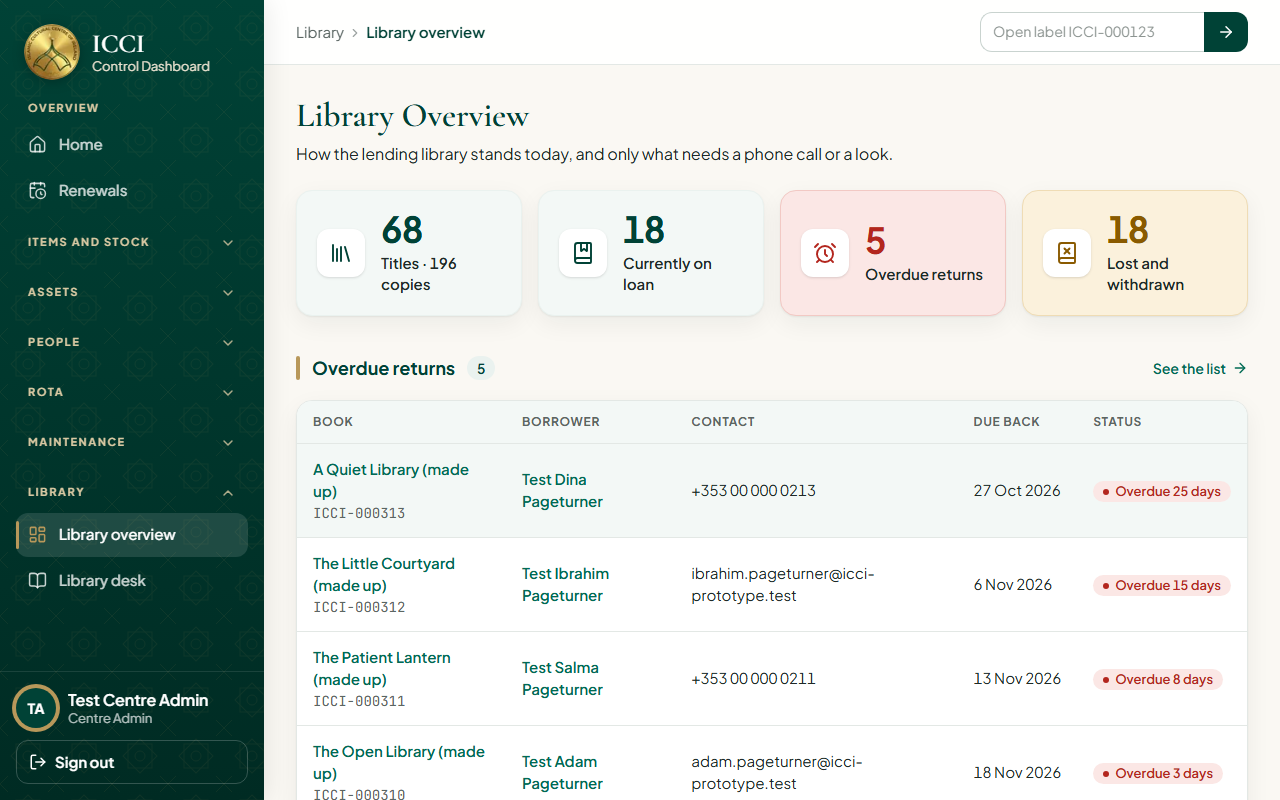 ICCI
Control Dashboard
OVERVIEW
Home
Renewals
ITEMS AND STOCK
ASSETS
PEOPLE
ROTA
MAINTENANCE
LIBRARY
Library overview
Library desk
TA
Test Centre Admin
Centre Admin
Sign out
Library > Library overview
Open label ICCI-000123
Library Overview
How the lending library stands today, and only what needs a phone call or a look.
68
Titles · 196
copies
18
Currently on
loan
5
Overdue returns
18
Lost and
withdrawn
Overdue returns 5
See the list →
BOOK BORROWER CONTACT DUE BACK STATUS
A Quiet Library (made
up)
ICCI-000313
Test Dina
Pageturner
+353 00 000 0213
27 Oct 2026
Overdue 25 days
The Little Courtyard
(made up)
ICCI-000312
Test Ibrahim
Pageturner
ibrahim.pageturner@icci-
prototype.test
6 Nov 2026
Overdue 15 days
The Patient Lantern
(made up)
ICCI-000311
Test Salma
Pageturner
+353 00 000 0211
13 Nov 2026
Overdue 8 days
The Open Library (made
up)
ICCI-000310
Test Adam
Pageturner
adam.pageturner@icci-
prototype.test
18 Nov 2026
Overdue 3 days